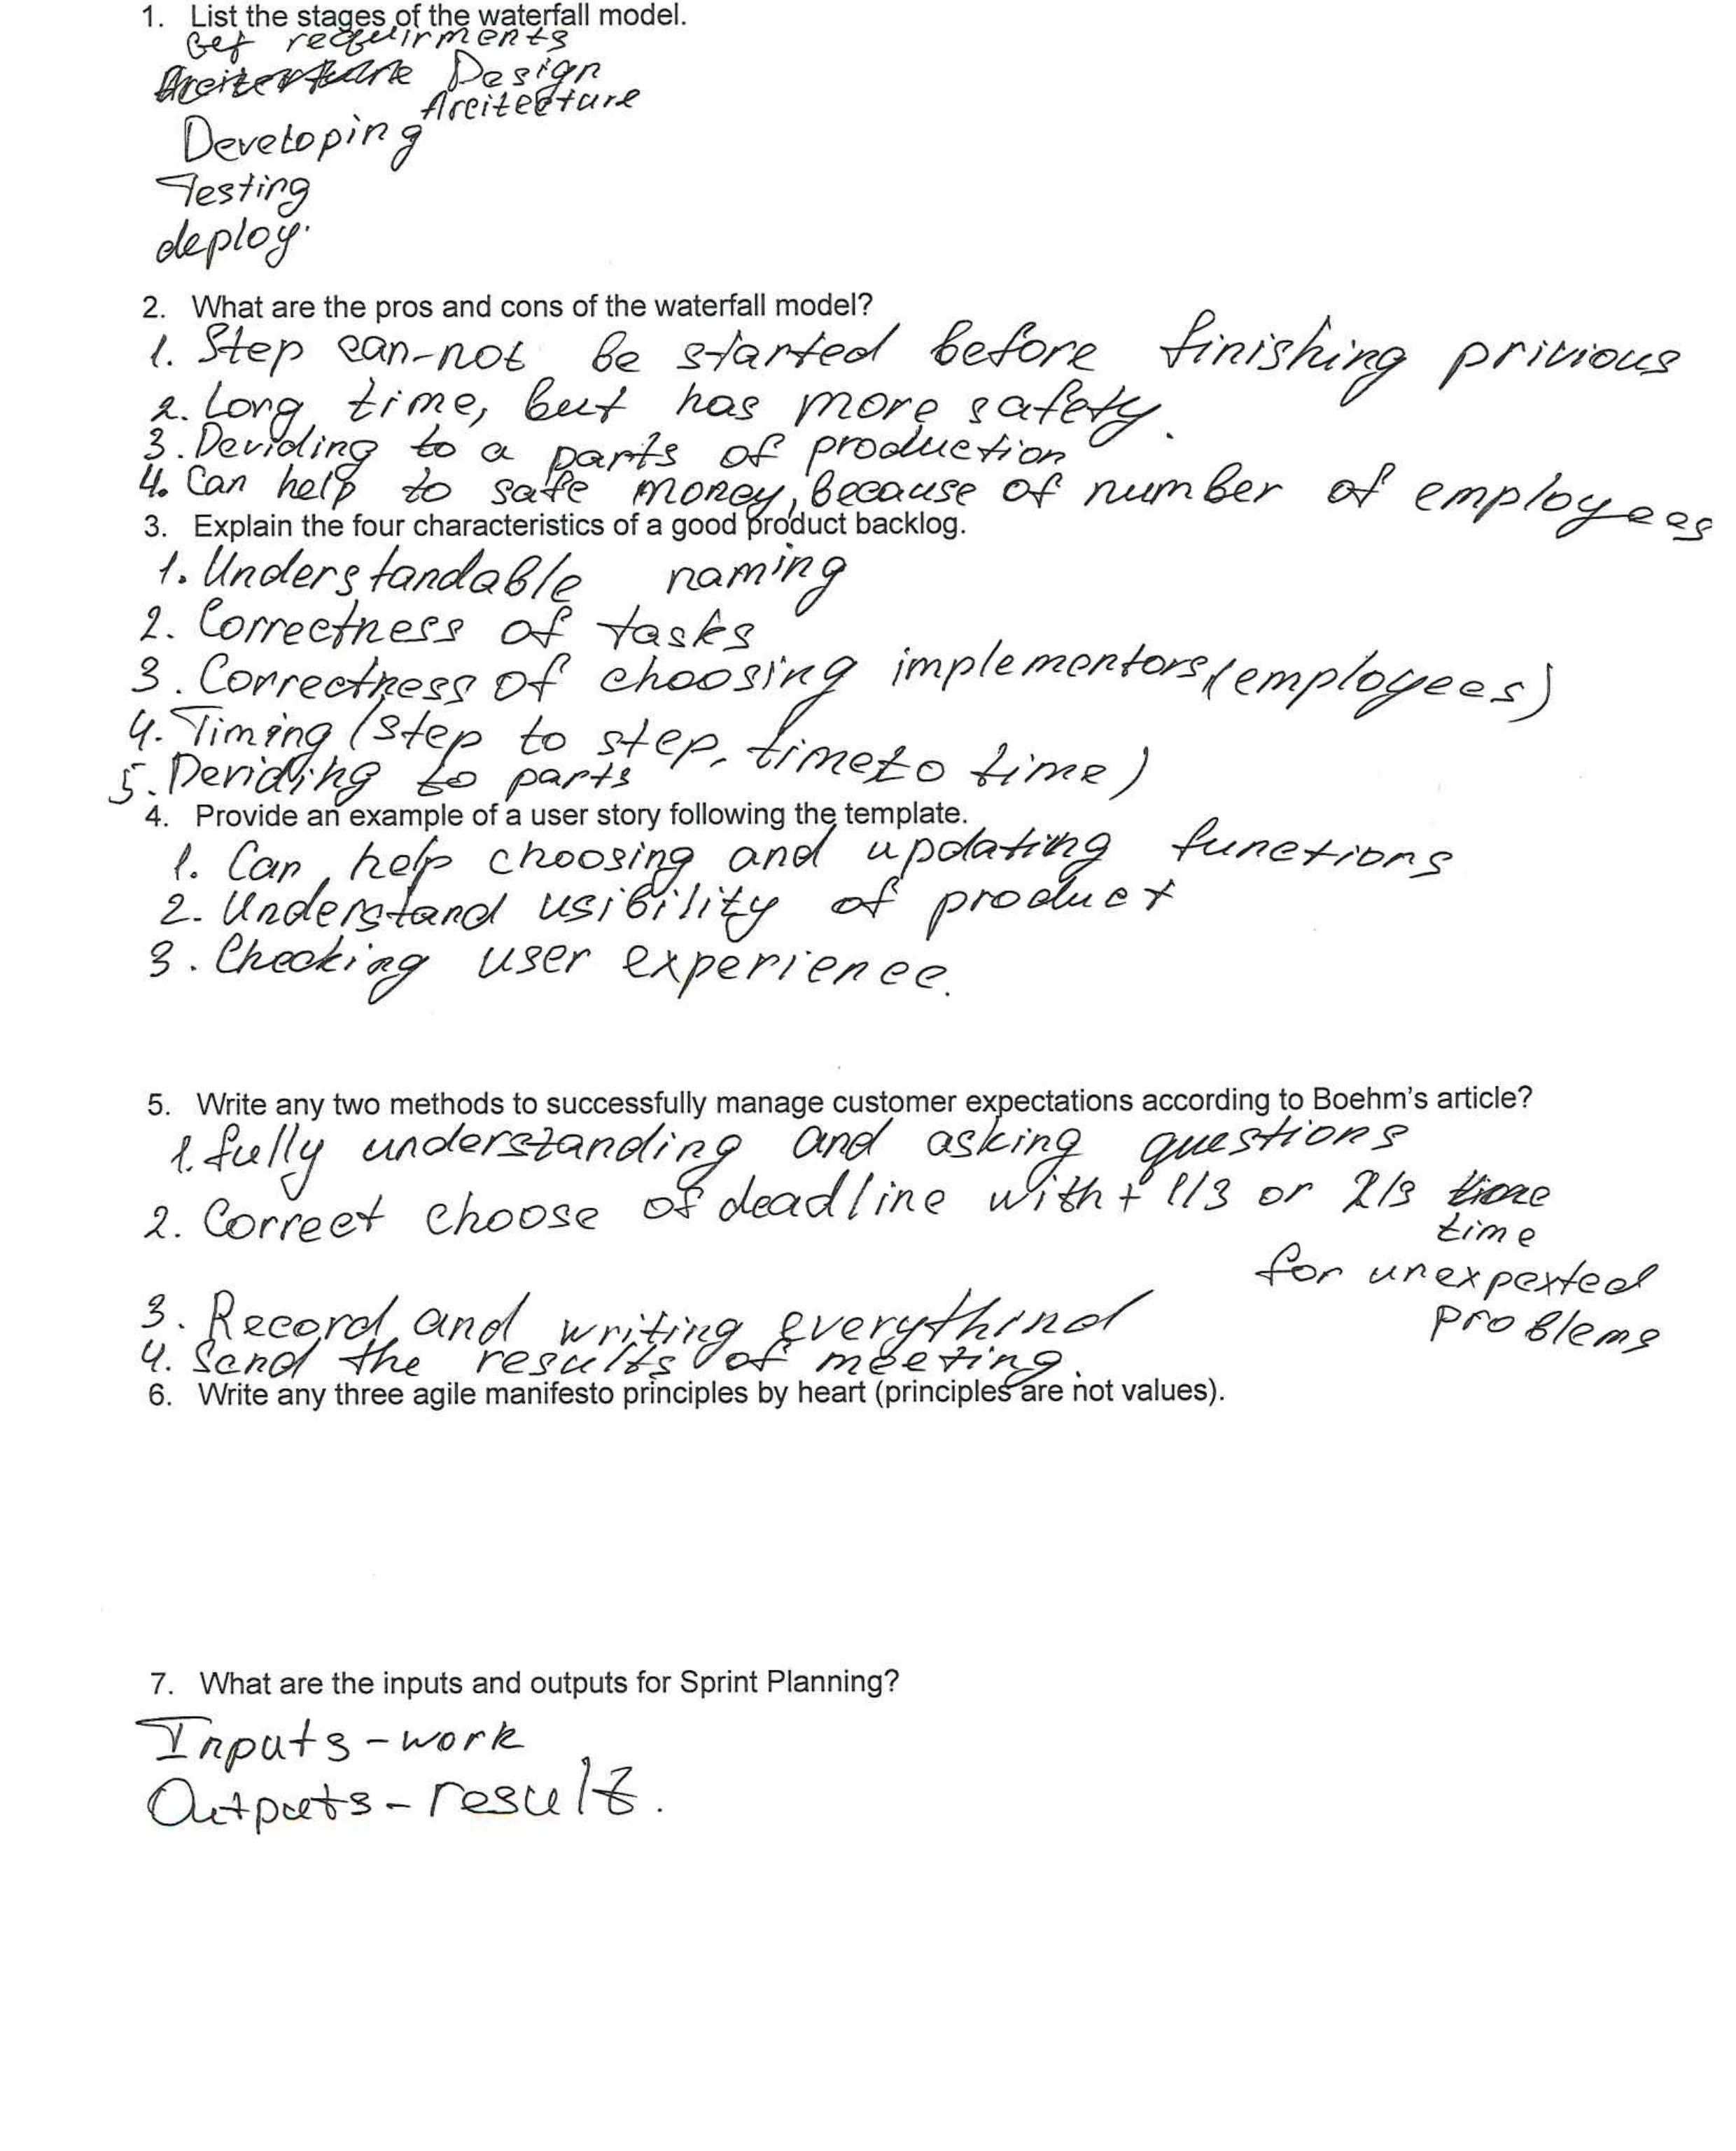 1. List the stages of the waterfall model.
Get requirments
Design
Arcitecture
Developing
Testing
deploy.
2. What are the pros and cons of the waterfall model?
1. Step can-not be started before finishing privious
2. Long time, but has more safety.
3. Deviding to a parts of production
4. Can help to safe money, because of number of employees
3. Explain the four characteristics of a good product backlog.
1. Understandable naming
2. Correctness of tasks
3. Correctness of choosing implementors (employees)
4. Timing (step to step, time to time)
5. Deviding to parts
4. Provide an example of a user story following the template.
1. Can help choosing and updating functions
2. Understand usibility of product
3. Checking user experience.
5. Write any two methods to successfully manage customer expectations according to Boehm's article?
1. fully understanding and asking questions
2. Correct choose of deadline with + 1/3 or 2/3 time
time
for unexpexted
problems
3. Record and writing everythind
4. Send the results of meeting.
6. Write any three agile manifesto principles by heart (principles are not values).
7. What are the inputs and outputs for Sprint Planning?
Inputs - work
Outputs - result.